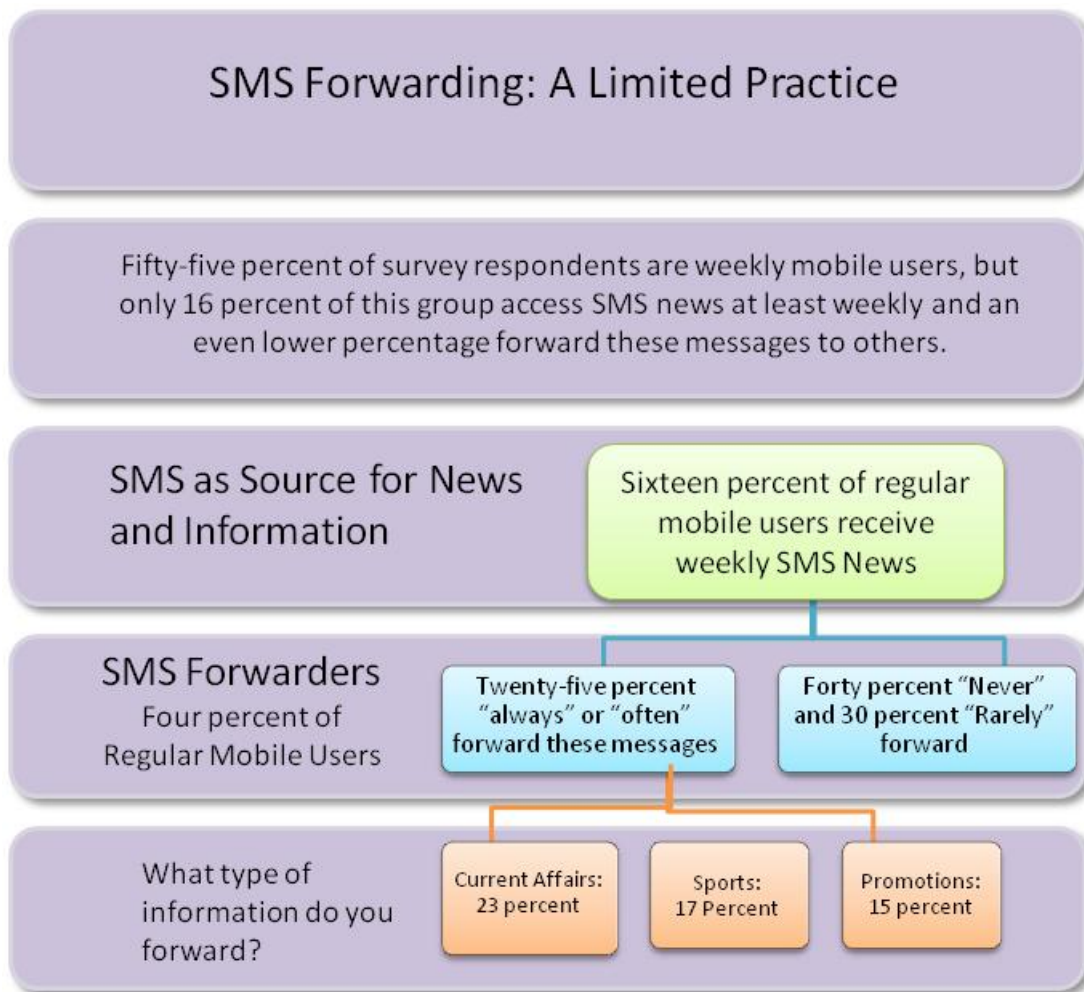 SMS Forwarding: A Limited Practice
Fifty-five percent of survey respondents are weekly mobile users, but
only 16 percent of this group access SMS news at least weekly and an
even lower percentage forward these messages to others.
SMS as Source for News
and Information
Sixteen percent of regular
mobile users receive
weekly SMS News
SMS Forwarders
Four percent of
Regular Mobile Users
Twenty-five percent
“always” or “often”
forward these messages
Forty percent “Never”
and 30 percent “Rarely”
forward
What type of
information do you
forward?
Current Affairs:
23 percent
Sports:
17 Percent
Promotions:
15 percent